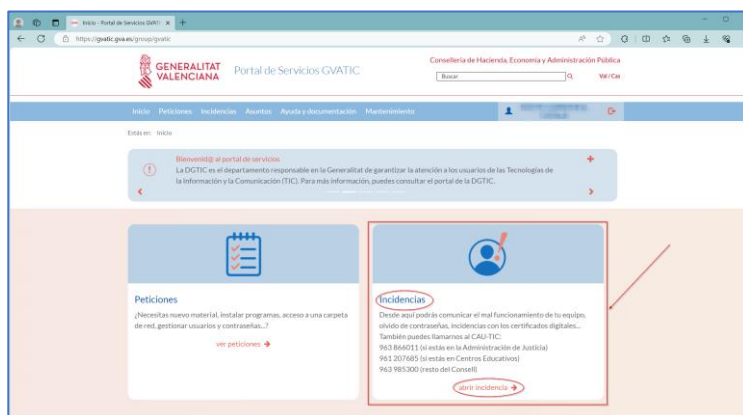 Inicio - Portal de Servicios GVATI
https://gvatic.gva.es/group/gvatic
GENERALITAT
VALENCIANA
Portal de Servicios GVATIC
Conselleria de Hacienda, Economía y Administración Pública
Buscar
Val / Cas
Inicio Peticiones Incidencias Asuntos Ayuda y documentación Mantenimiento
Estás en: Inicio
Bienvenid@ al portal de servicios
La DGTIC es el departamento responsable en la Generalitat de garantizar la atención a los usuarios de las Tecnologías de
la Información y la Comunicación (TIC). Para más información, puedes consultar el portal de la DGTIC.
Peticiones
¿Necesitas nuevo material, instalar programas, acceso a una carpeta
de red, gestionar usuarios y contraseñas...?
ver peticiones
Incidencias
Desde aquí podrás comunicar el mal funcionamiento de tu equipo,
olvido de contraseñas, incidencias con los certificados digitales...
También puedes llamarnos al CAU-TIC:
963 866011 (si estás en la Administración de Justicia)
961 207685 (si estás en Centros Educativos)
963 985300 (resto del Consell)
abrir incidencia